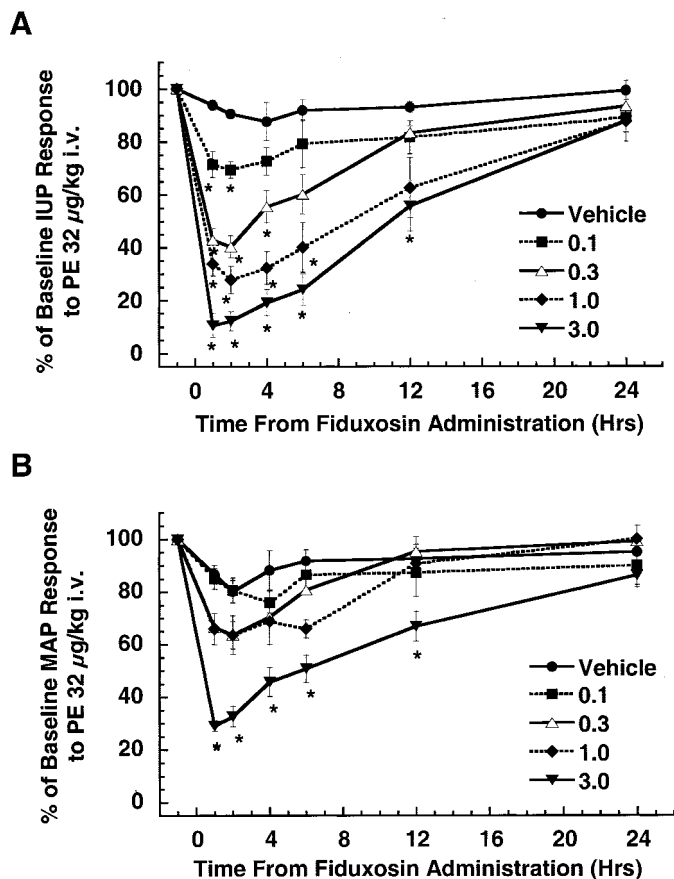 A
% of Baseline IUP Response
to PE 32 µg/kg i.v.
100
80
60
40
20
0
* * * * * * * * * * * * * * *
Vehicle
0.1
0.3
1.0
3.0
0 4 8 12 16 20 24
Time From Fiduxosin Administration (Hrs)
B
% of Baseline MAP Response
to PE 32 µg/kg i.v.
100
80
60
40
20
0
* * * * *
Vehicle
0.1
0.3
1.0
3.0
0 4 8 12 16 20 24
Time From Fiduxosin Administration (Hrs)